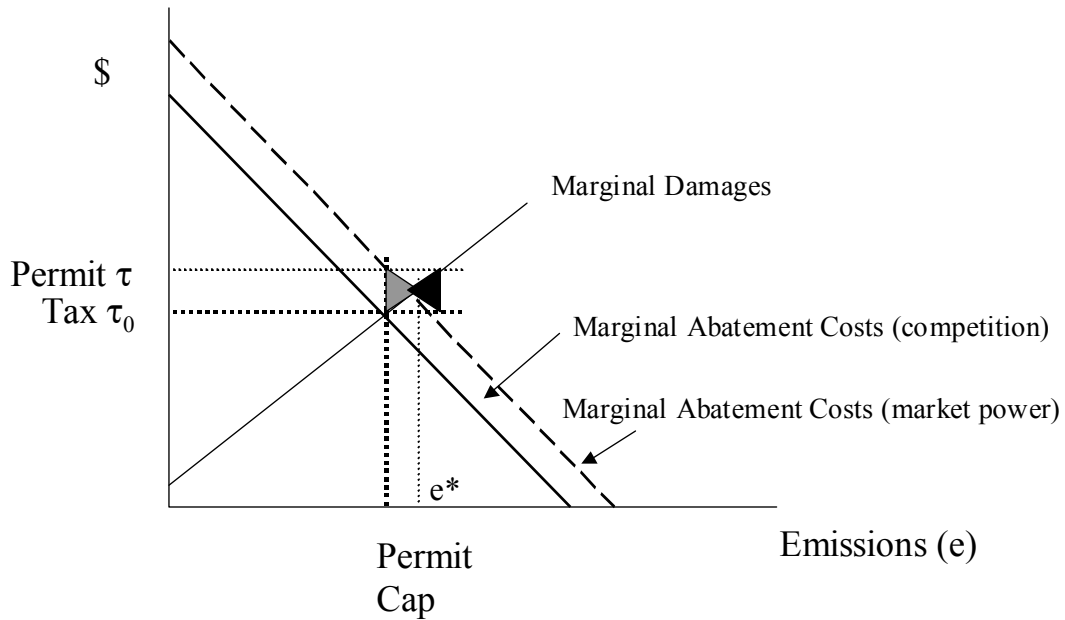 $
Marginal Damages
Permit τ
Tax τ₀
Marginal Abatement Costs (competition)
Marginal Abatement Costs (market power)
e*
Emissions (e)
Permit
Cap